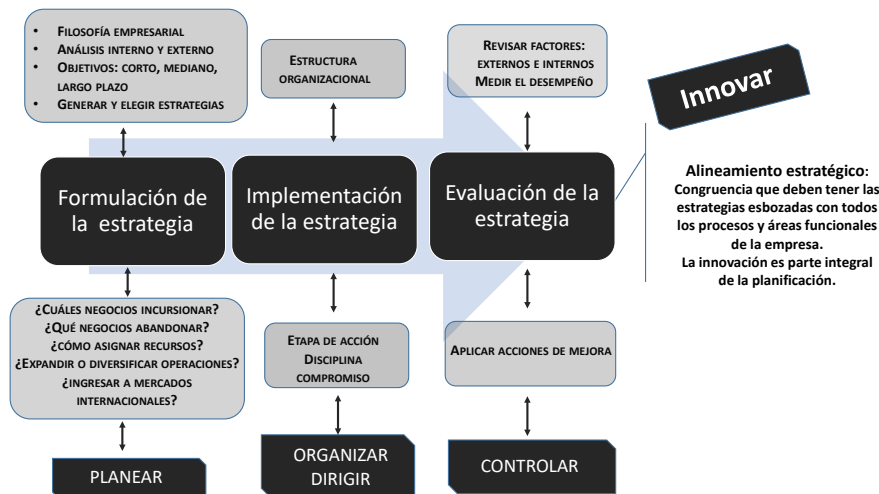 • Filosofía empresarial
• Análisis interno y externo
• Objetivos: corto, mediano,
largo plazo
• Generar y elegir estrategias
Estructura
organizacional
Revisar factores:
externos e internos
Medir el desempeño
Innovar
Formulación de
la estrategia
Implementación
de la estrategia
Evaluación de la
estrategia
Alineamiento estratégico:
Congruencia que deben tener las
estrategias esbozadas con todos
los procesos y áreas funcionales
de la empresa.
La innovación es parte integral
de la planificación.
¿Cuáles negocios incursionar?
¿Qué negocios abandonar?
¿cómo asignar recursos?
¿Expandir o diversificar operaciones?
¿ingresar a mercados
internacionales?
Etapa de acción
Disciplina
compromiso
Aplicar acciones de mejora
PLANEAR
ORGANIZAR
DIRIGIR
CONTROLAR